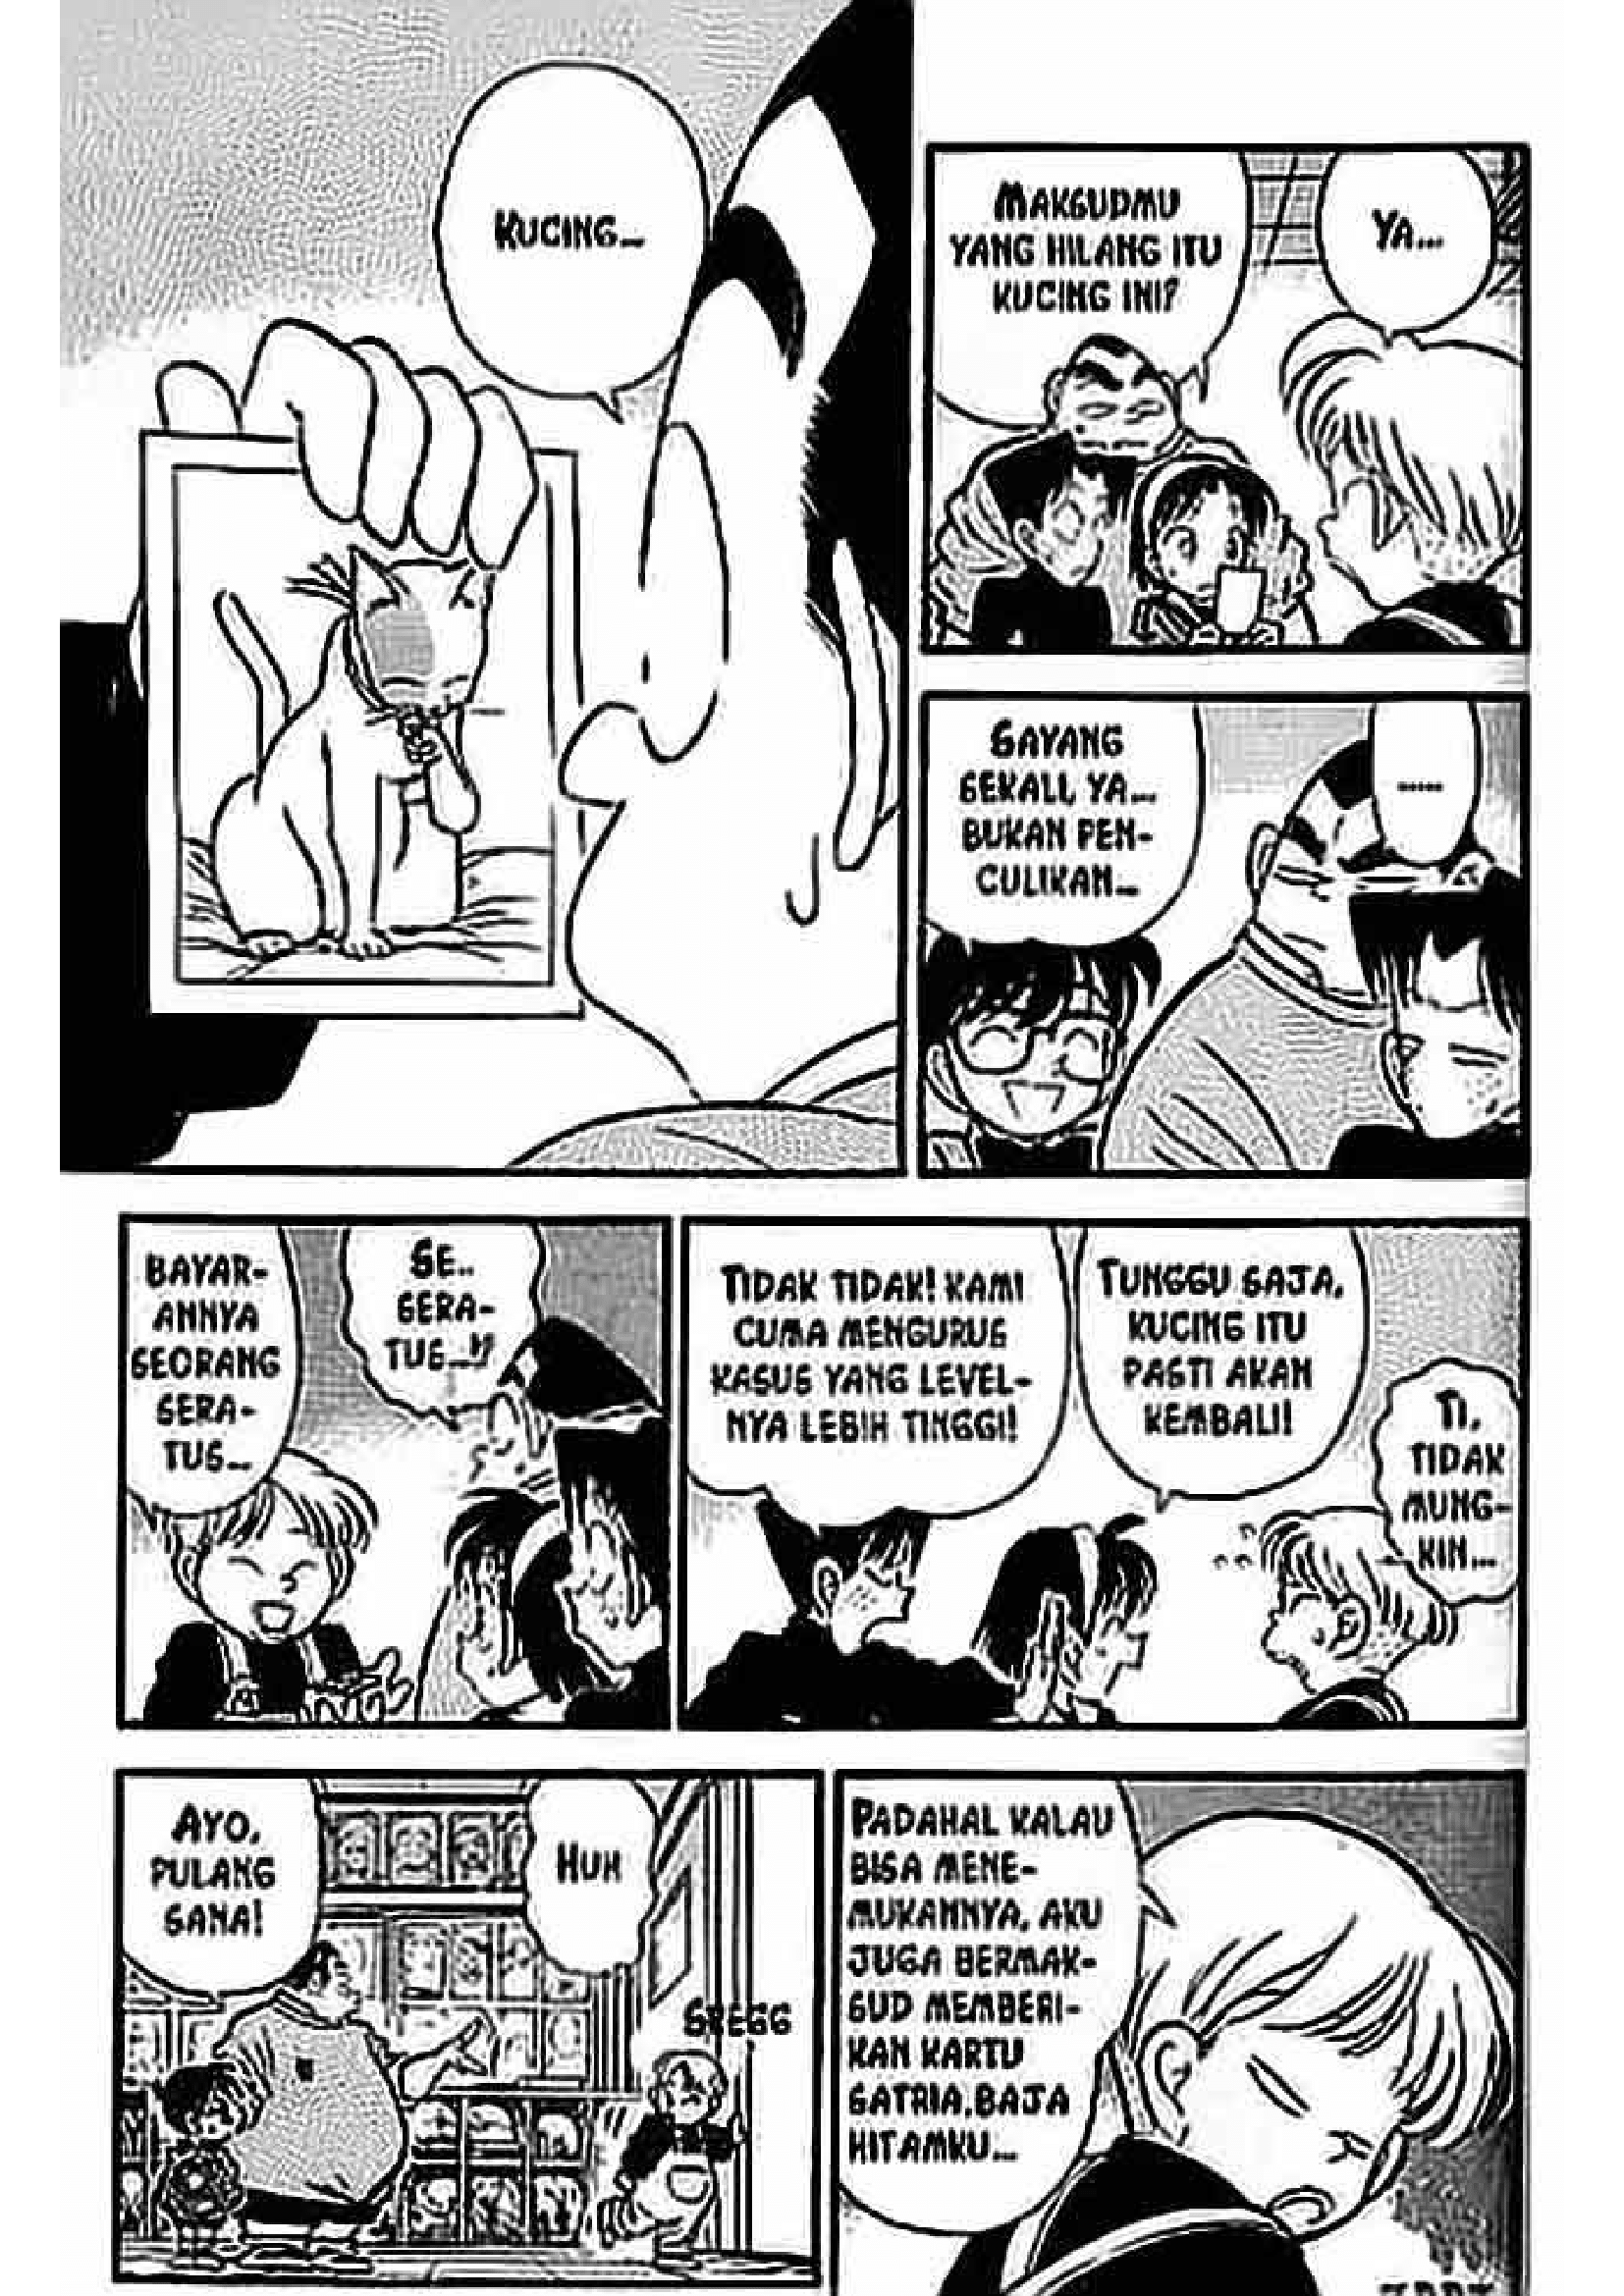 YA...
MAKSUDMU
YANG HILANG ITU
KUCING INI?
KUCING...
.....
SAYANG
SEKALI, YA...
BUKAN PEN-
CULIKAN...
TI,
TIDAK
MUNG-
KIN...
TUNGGU SAJA,
KUCING ITU
PASTI AKAN
KEMBALI!
TIDAK TIDAK! KAMI
CUMA MENGURUS
KASUS YANG LEVEL-
NYA LEBIH TINGGI!
SE..
SERA-
TUS...!?
BAYAR-
ANNYA
SEORANG
SERA-
TUS...
PADAHAL KALAU
BISA MENE-
MUKANNYA, AKU
JUGA BERMAK-
SUD MEMBERI-
KAN KARTU
SATRIA.BAJA
HITAMKU...
HUH
SREGG
AYO,
PULANG
SANA!